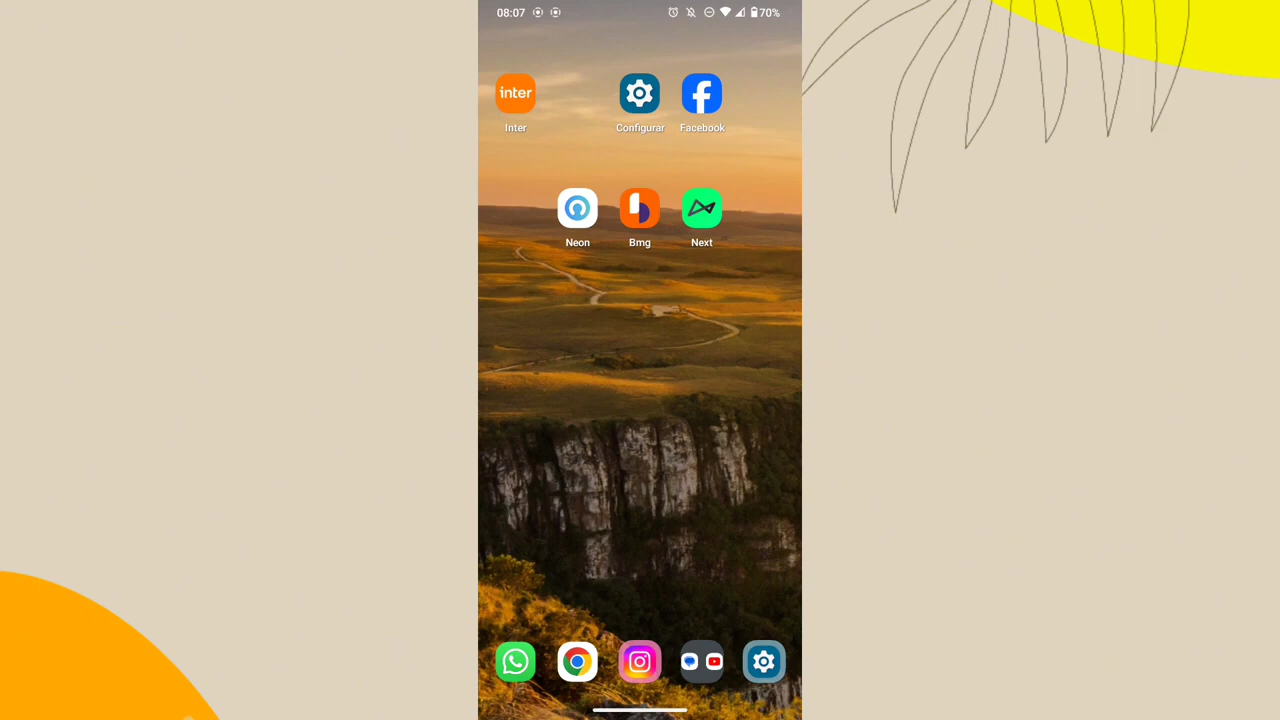 08:07
70%
inter
Inter
Configurar
Facebook
Neon
Bmg
Next